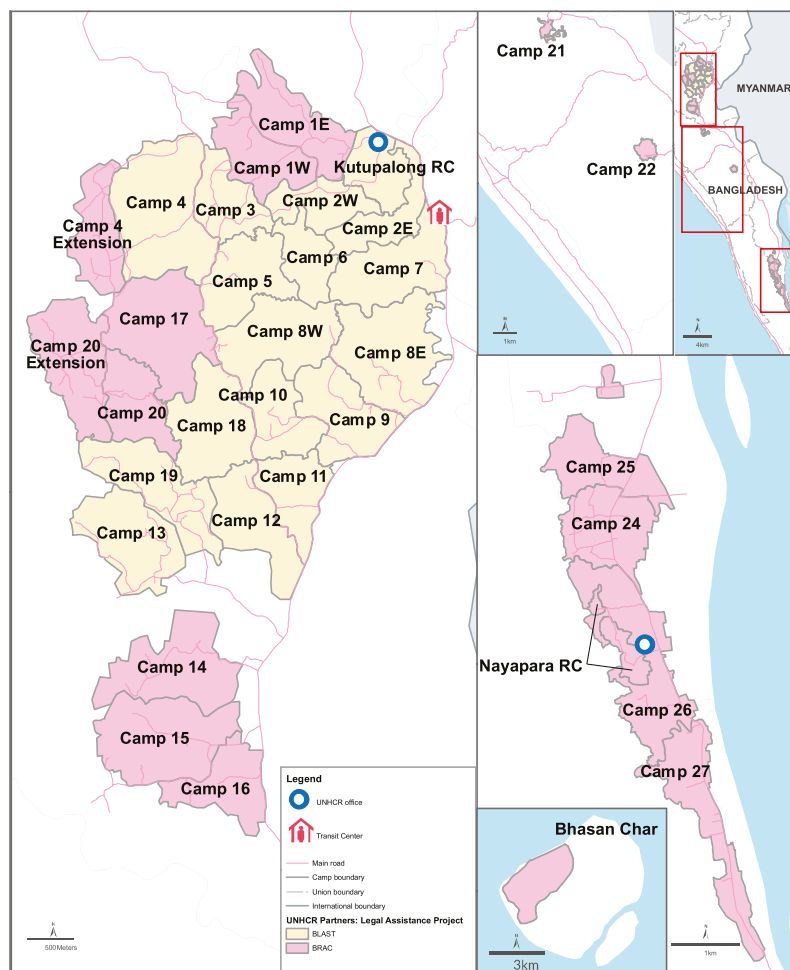 Camp 1E
Camp 1W
Kutupalong RC
Camp 4
Camp 3
Camp 2W
Camp 4
Extension
Camp 2E
Camp 6
Camp 7
Camp 5
Camp 17
Camp 8W
Camp 20
Extension
Camp 8E
Camp 10
Camp 20
Camp 18
Camp 9
Camp 19
Camp 11
Camp 12
Camp 13
Camp 14
Camp 15
Camp 16
N
500 Meters
Legend
UNHCR office
Transit Center
Main road
Camp boundary
Union boundary
International boundary
UNHCR Partners: Legal Assistance Project
BLAST
BRAC
Camp 21
Camp 22
N
1km
MYANMAR
BANGLADESH
N
4km
Camp 25
Camp 24
Nayapara RC
Camp 26
Camp 27
Bhasan Char
N
3km
N
1km